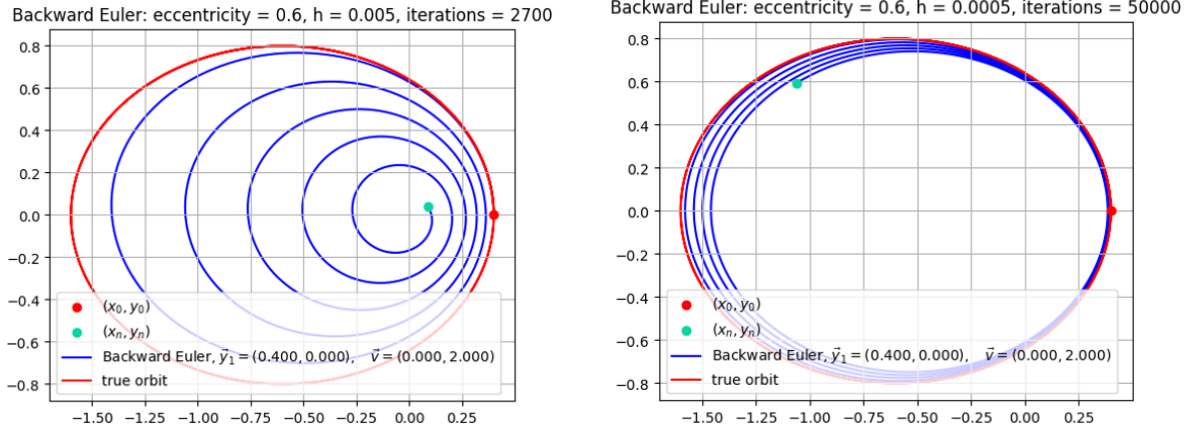 Backward Euler: eccentricity = 0.6, h = 0.005, iterations = 2700
0.8
0.6
0.4
0.2
0.0
−0.2
−0.4
−0.6
−0.8
(x₀, y₀)
(xₙ, yₙ)
Backward Euler, y⃗₁ = (0.400, 0.000), v⃗ = (0.000, 2.000)
true orbit
−1.50 −1.25 −1.00 −0.75 −0.50 −0.25 0.00 0.25
Backward Euler: eccentricity = 0.6, h = 0.0005, iterations = 50000
0.8
0.6
0.4
0.2
0.0
−0.2
−0.4
−0.6
−0.8
(x₀, y₀)
(xₙ, yₙ)
Backward Euler, y⃗₁ = (0.400, 0.000), v⃗ = (0.000, 2.000)
true orbit
−1.50 −1.25 −1.00 −0.75 −0.50 −0.25 0.00 0.25